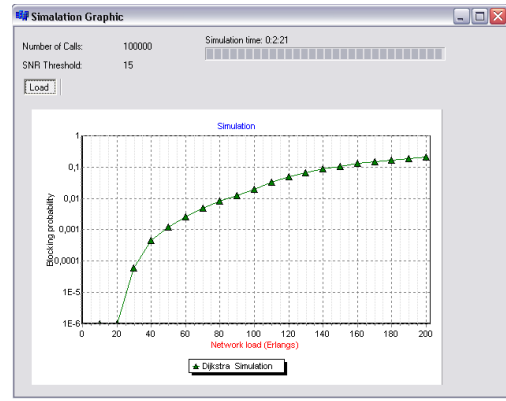 Simalation Graphic
Number of Calls: 100000
Simulation time: 0:2:21
SNR Threshold: 15
Load
Simulation
1
0,1
0,01
0,001
0,0001
1E-5
1E-6
Blocking probability
0 20 40 60 80 100 120 140 160 180 200
Network load (Erlangs)
Dijkstra Simulation